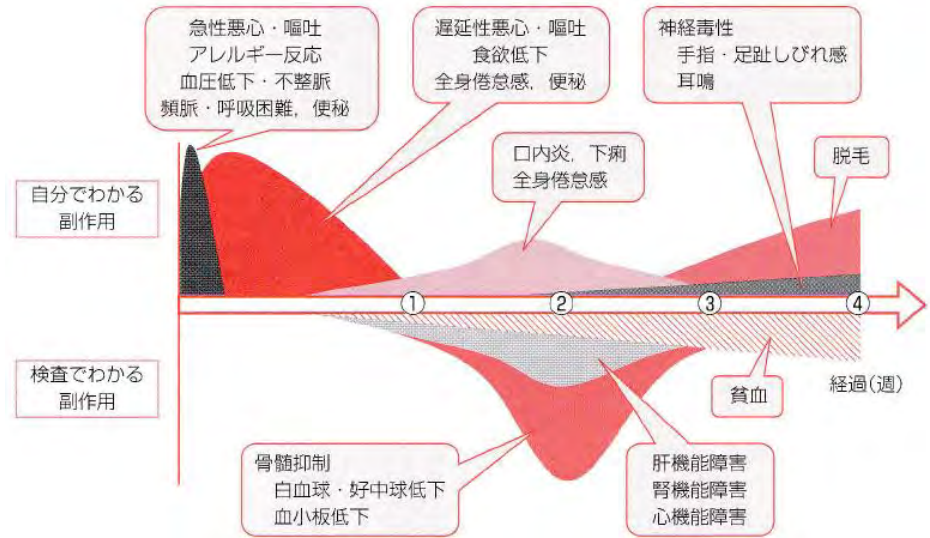 急性悪心・嘔吐
アレルギー反応
血圧低下・不整脈
頻脈・呼吸困難，便秘
遅延性悪心・嘔吐
食欲低下
全身倦怠感，便秘
神経毒性
手指・足趾しびれ感
耳鳴
口内炎，下痢
全身倦怠感
脱毛
自分でわかる
副作用
①
②
③
④
検査でわかる
副作用
経過(週)
貧血
骨髄抑制
白血球・好中球低下
血小板低下
肝機能障害
腎機能障害
心機能障害